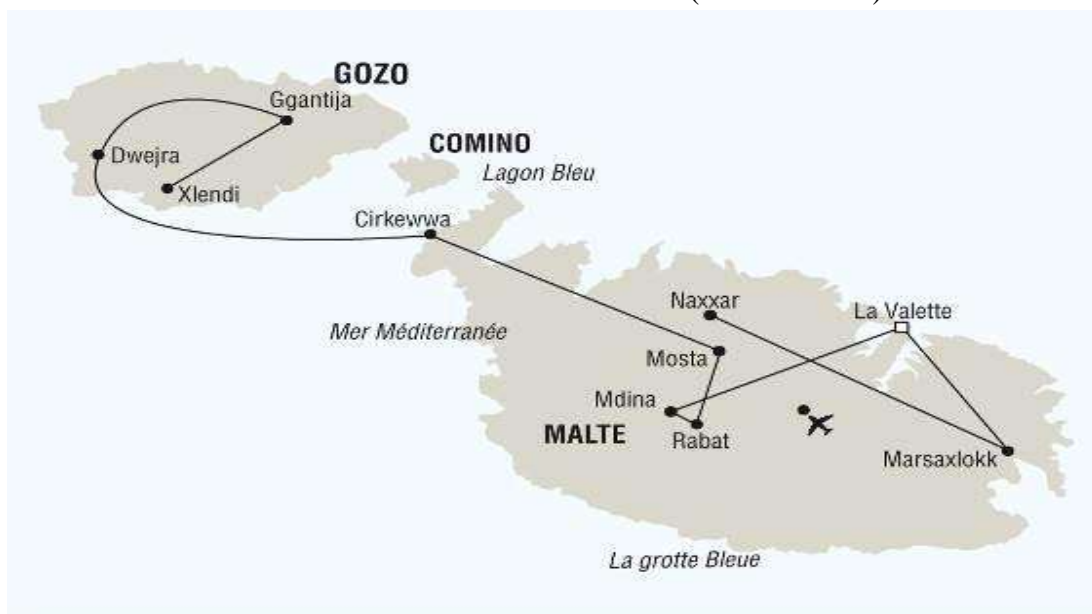 GOZO
Ggantija
COMINO
Dwejra
Lagon Bleu
Xlendi
Cirkewwa
Naxxar
La Valette
Mer Méditerranée
Mosta
Mdina
MALTE
Rabat
Marsaxlokk
La grotte Bleue